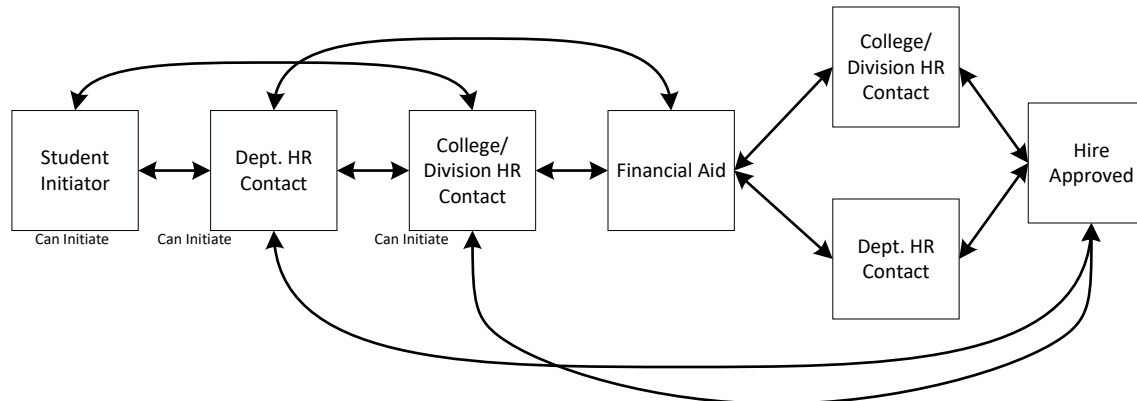 Student
Initiator
Can Initiate
Dept. HR
Contact
Can Initiate
College/
Division HR
Contact
Can Initiate
Financial Aid
College/
Division HR
Contact
Dept. HR
Contact
Hire
Approved